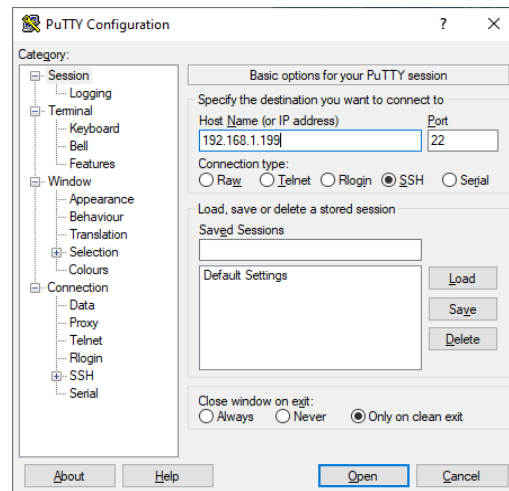 PuTTY Configuration
? ×
Category:
Session
Logging
Terminal
Keyboard
Bell
Features
Window
Appearance
Behaviour
Translation
Selection
Colours
Connection
Data
Proxy
Telnet
Rlogin
SSH
Serial
Basic options for your PuTTY session
Specify the destination you want to connect to
Host Name (or IP address) Port
192.168.1.199 22
Connection type:
Raw Telnet Rlogin SSH Serial
Load, save or delete a stored session
Saved Sessions
Default Settings
Load
Save
Delete
Close window on exit:
Always Never Only on clean exit
About Help Open Cancel